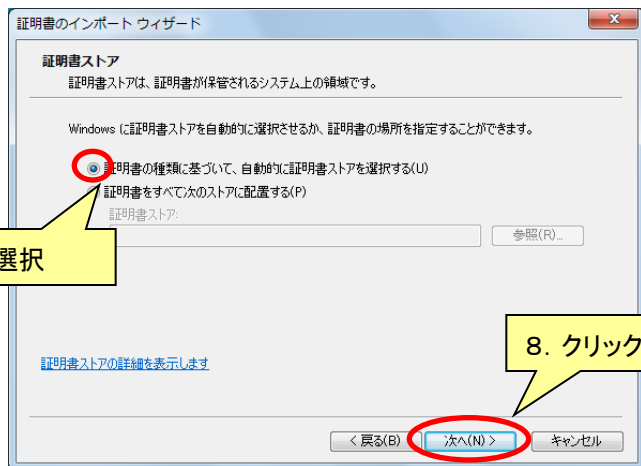 証明書のインポート ウィザード
証明書ストア
証明書ストアは、証明書が保管されるシステム上の領域です。
Windows に証明書ストアを自動的に選択させるか、証明書の場所を指定することができます。
証明書の種類に基づいて、自動的に証明書ストアを選択する(U)
証明書をすべて次のストアに配置する(P)
証明書ストア:
参照(R)...
選択
8. クリック
証明書ストアの詳細を表示します
< 戻る(B)
次へ(N) >
キャンセル